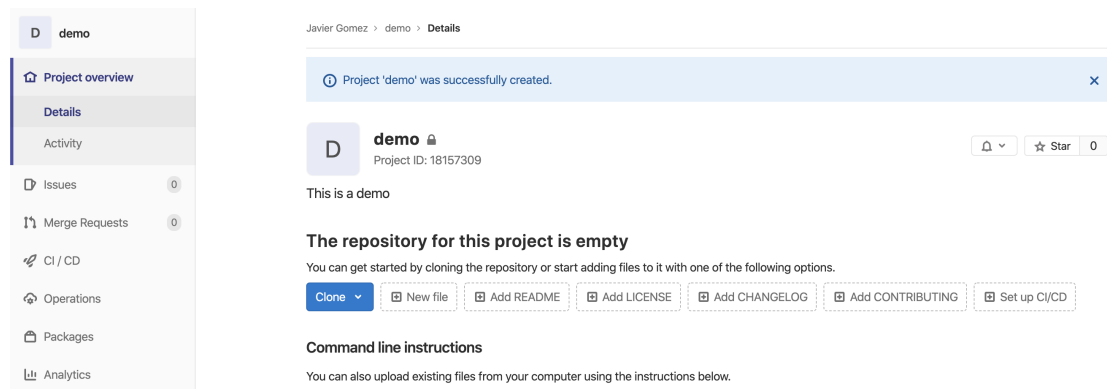 D demo
Project overview
Details
Activity
Issues 0
Merge Requests 0
CI / CD
Operations
Packages
Analytics
Javier Gomez > demo > Details
Project 'demo' was successfully created.
D
demo
Project ID: 18157309
Star 0
This is a demo
The repository for this project is empty
You can get started by cloning the repository or start adding files to it with one of the following options.
Clone New file Add README Add LICENSE Add CHANGELOG Add CONTRIBUTING Set up CI/CD
Command line instructions
You can also upload existing files from your computer using the instructions below.